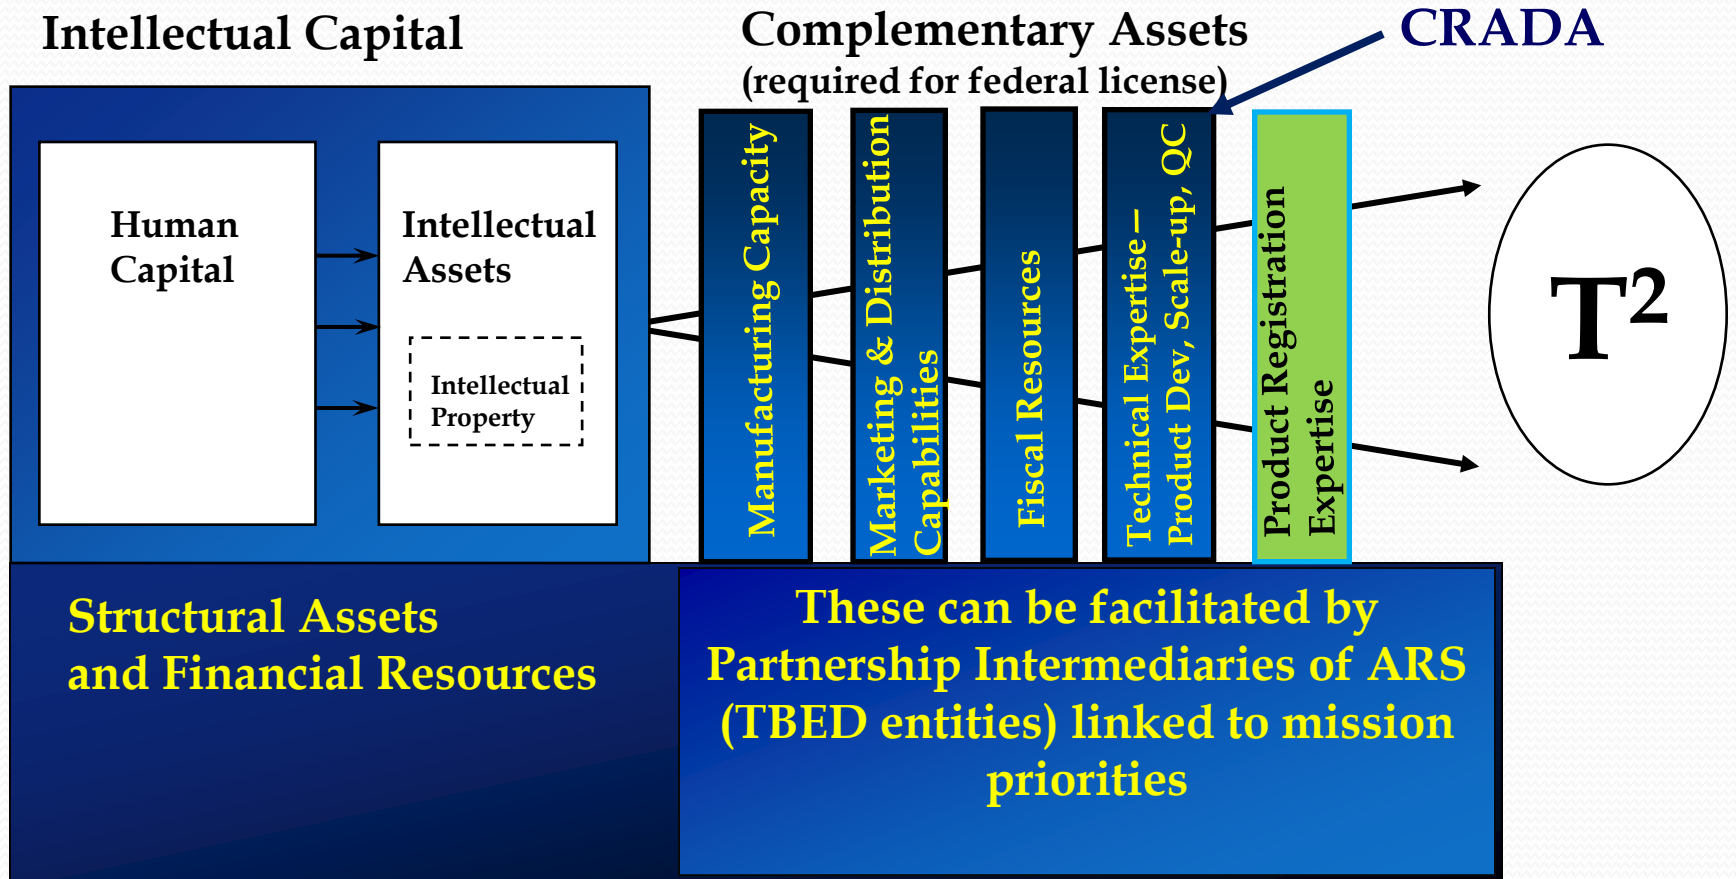 Intellectual Capital
Complementary Assets
(required for federal license)
CRADA
Human
Capital
Intellectual
Assets
Intellectual
Property
Manufacturing Capacity
Marketing & Distribution
Capabilities
Fiscal Resources
Technical Expertise—
Product Dev, Scale-up, QC
Product Registration
Expertise
T²
Structural Assets
and Financial Resources
These can be facilitated by
Partnership Intermediaries of ARS
(TBED entities) linked to mission
priorities